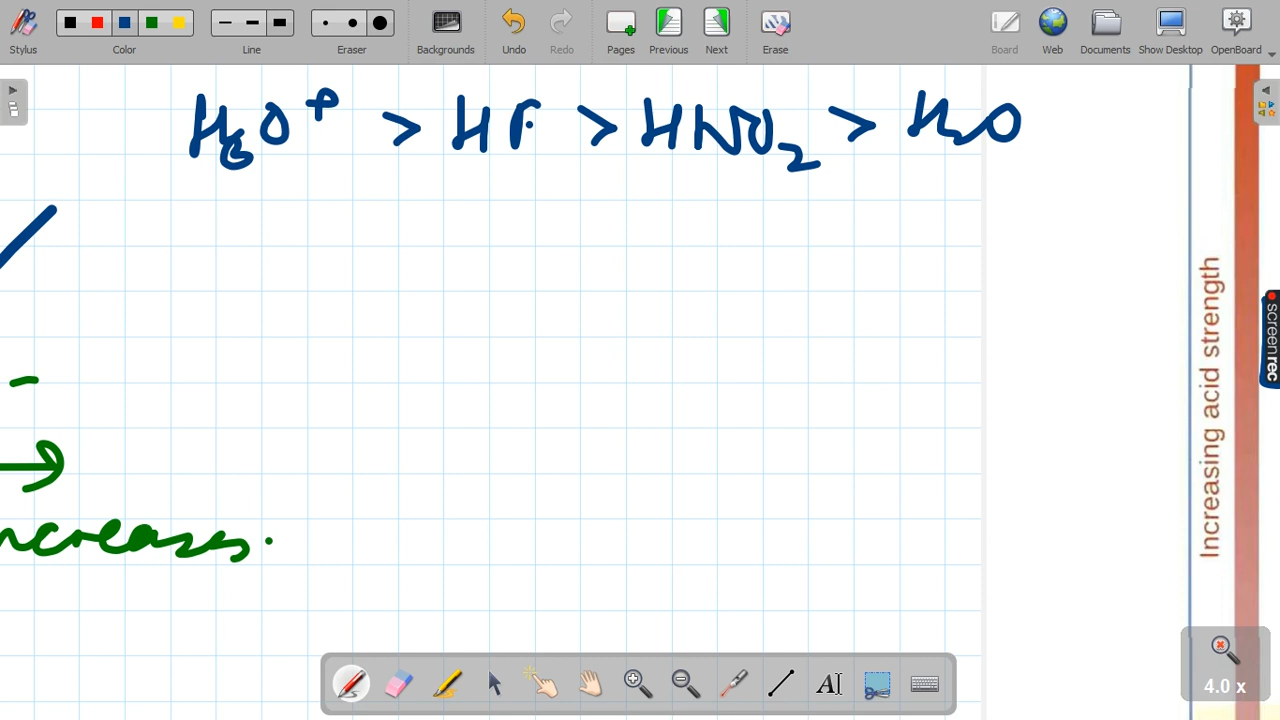 Stylus
Color
Line
Eraser
Backgrounds
Undo
Redo
Pages
Previous
Next
Erase
Board
Web
Documents
Show Desktop
OpenBoard
H₃O⁺ > HF > HNO₂ > H₂O
ncreases.
Increasing acid strength
screenrec
4.0 x